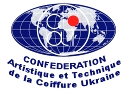 CONFEDERATION
Artistique et Technique
de la Coiffure Ukraine